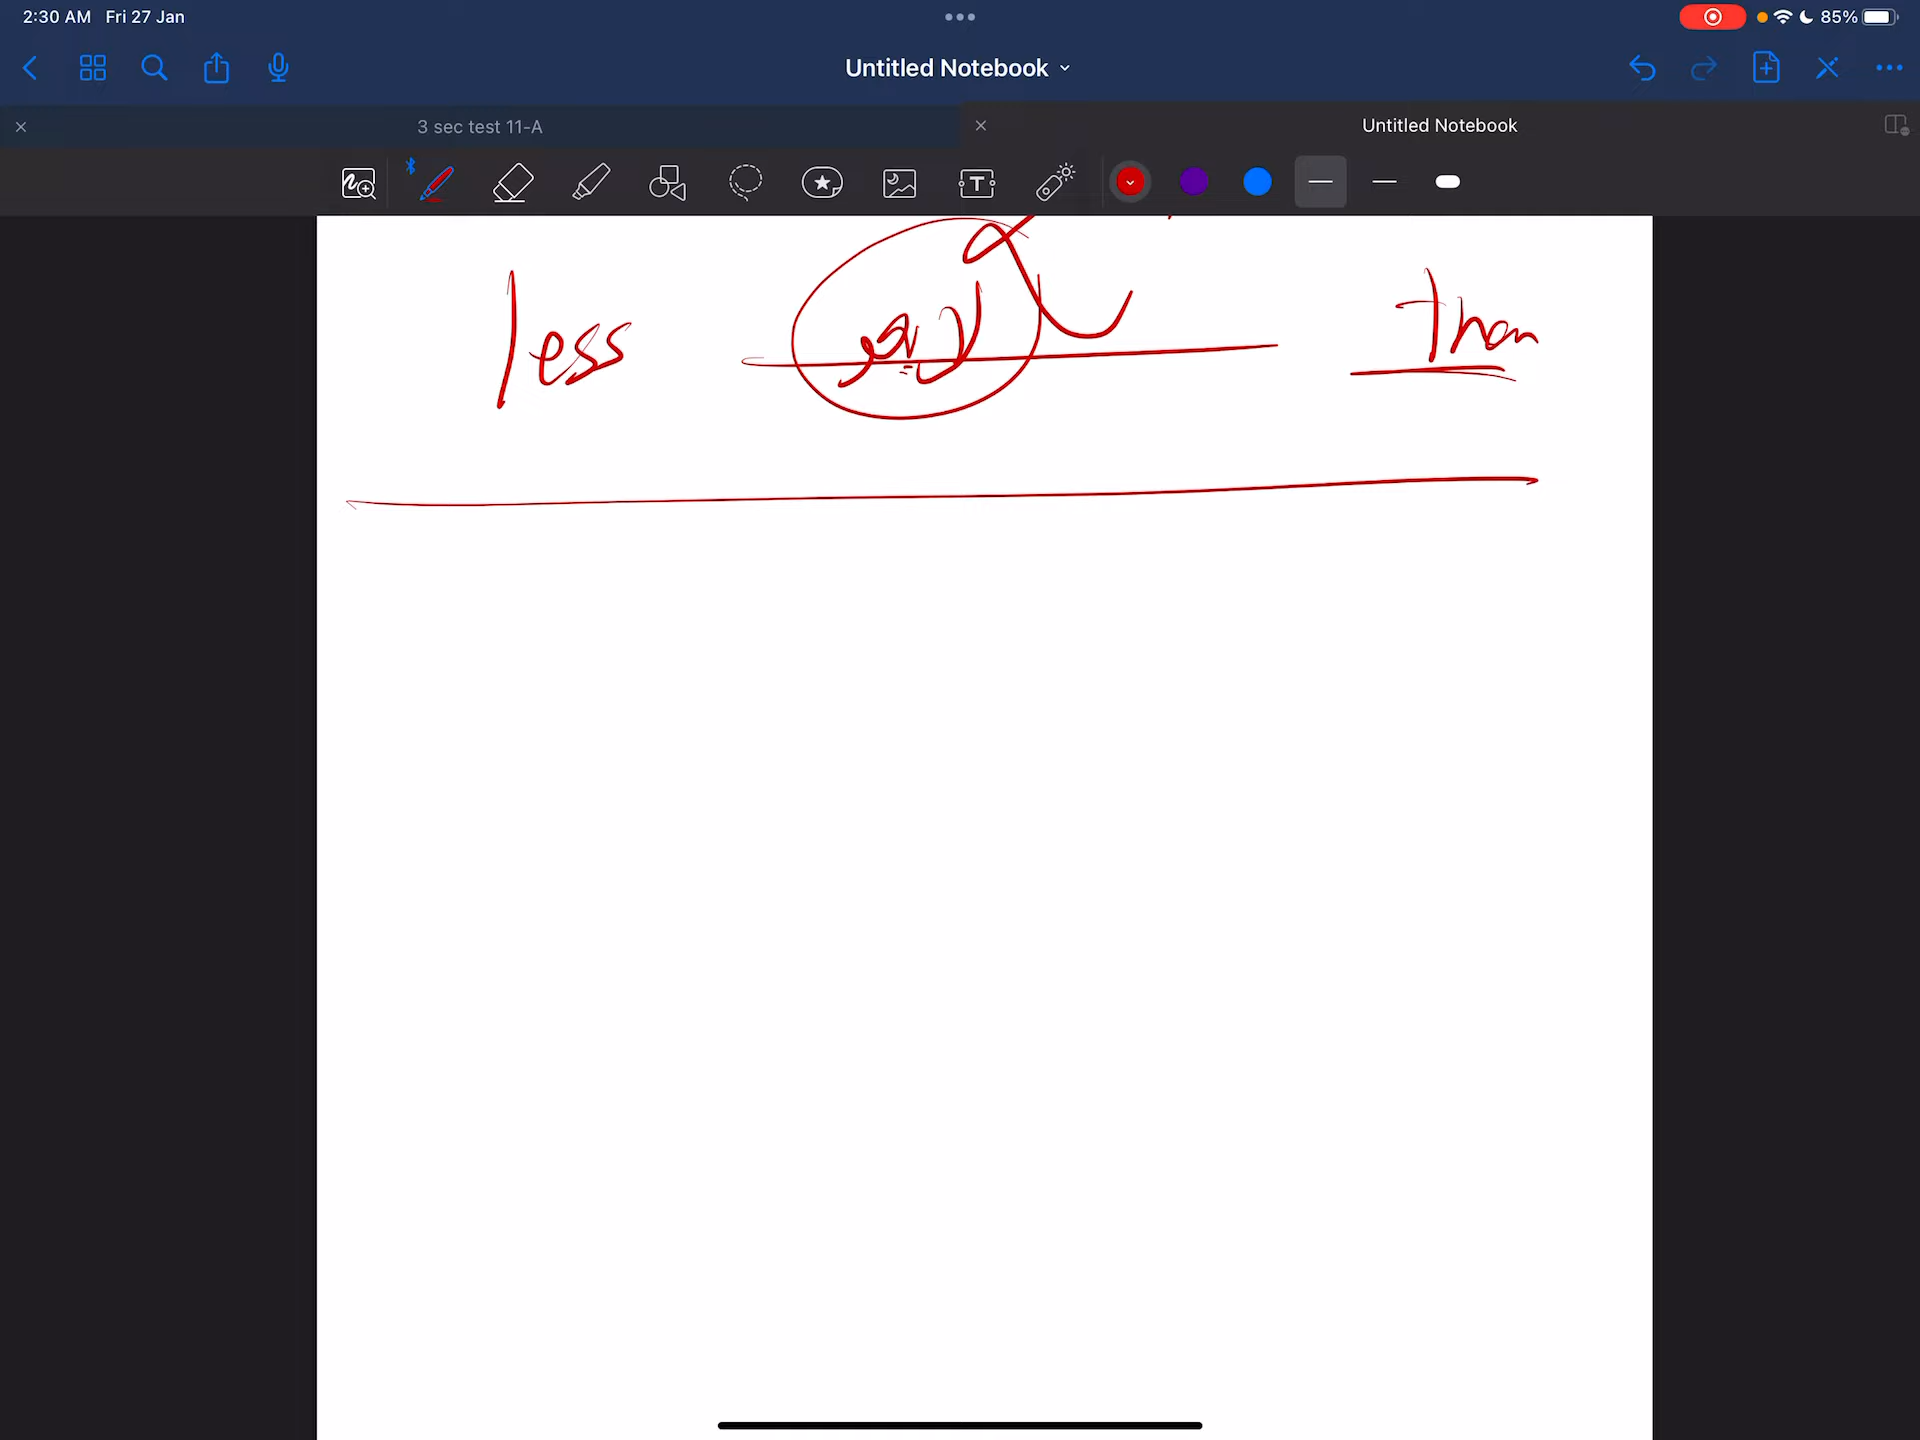 2:30 AM Fri 27 Jan 85%
Untitled Notebook
3 sec test 11-A Untitled Notebook
T
less than